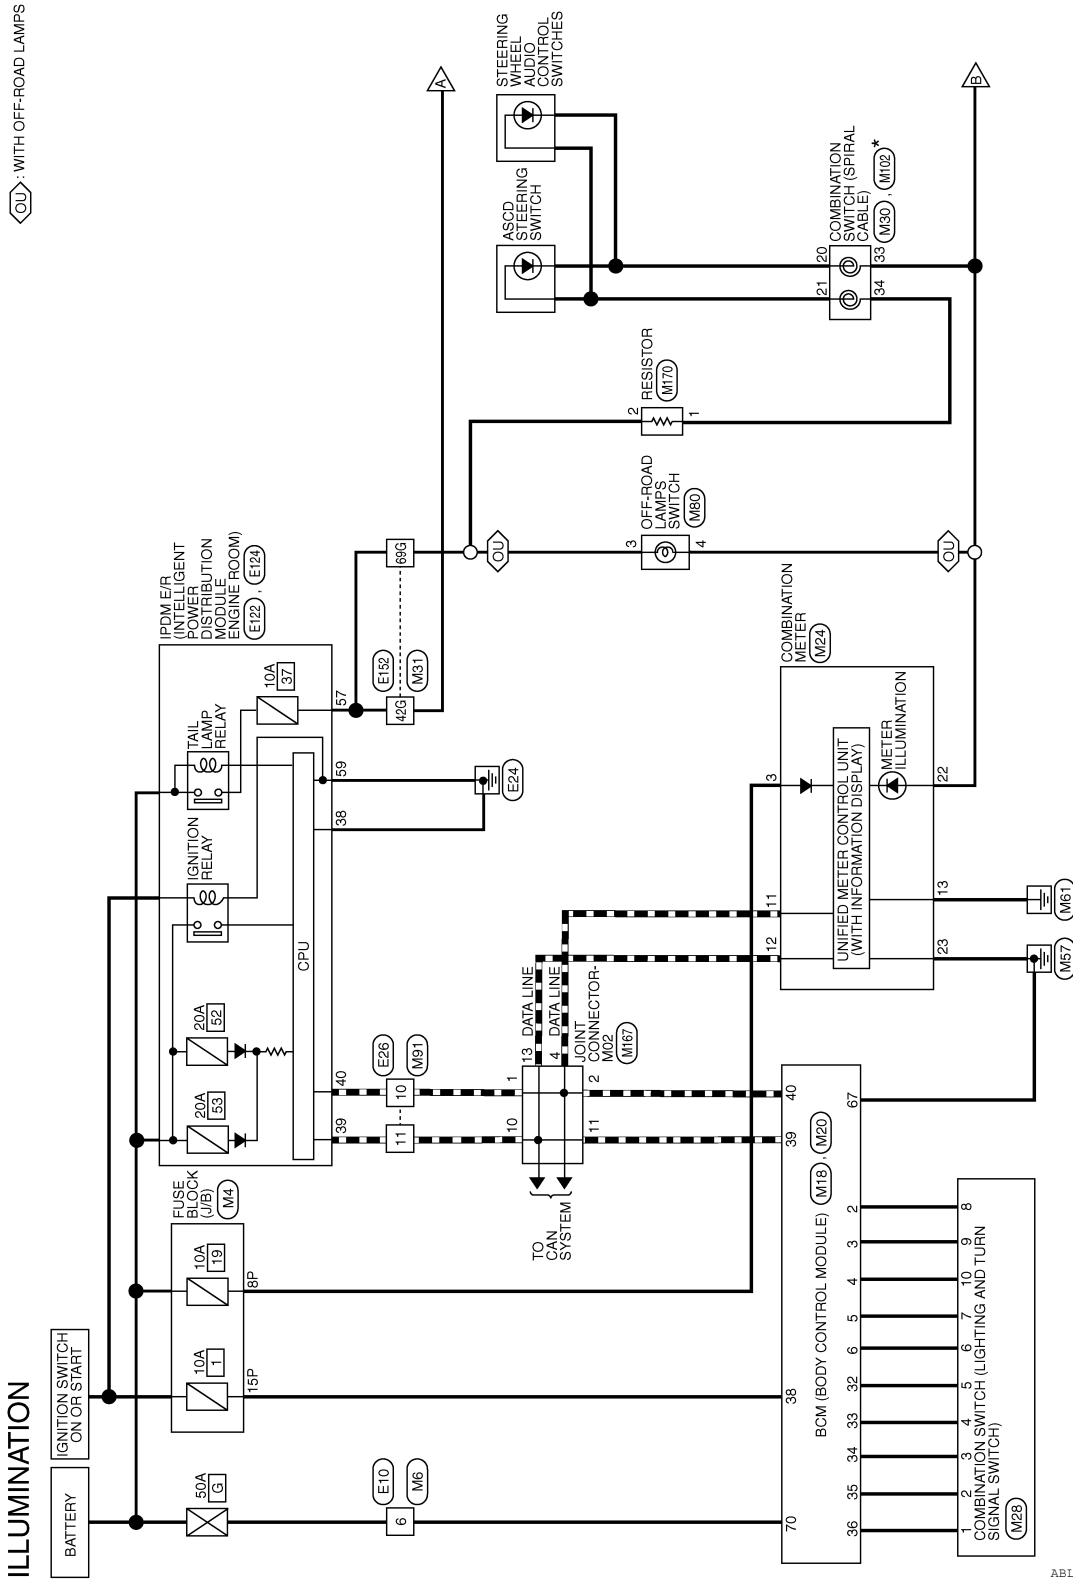 ILLUMINATION
OU : WITH OFF-ROAD LAMPS
BATTERY
IGNITION SWITCH
ON OR START
50A
G
10A
1
10A
19
FUSE
BLOCK
(J/B)
M4
15P
8P
20A
53
20A
52
IGNITION
RELAY
TAIL
LAMP
RELAY
10A
37
CPU
IPDM E/R
(INTELLIGENT
POWER
DISTRIBUTION
MODULE
ENGINE ROOM)
E122 , E124
39
40
38
59
57
6
E10
M6
11
10
E26
M91
E24
42G
69G
E152
M31
A
10
1
13
4
11
2
DATA LINE
DATA LINE
JOINT
CONNECTOR-
M02
M167
TO
CAN
SYSTEM
STEERING
WHEEL
AUDIO
CONTROL
SWITCHES
ASCD
STEERING
SWITCH
RESISTOR
M170
2
1
OU
OFF-ROAD
LAMPS
SWITCH
M80
3
4
OU
COMBINATION
SWITCH (SPIRAL
CABLE)
M30 , M102 *
21
20
34
33
B
COMBINATION
METER
M24
12
11
3
UNIFIED METER CONTROL UNIT
(WITH INFORMATION DISPLAY)
METER
ILLUMINATION
23
13
22
M57
M61
70
38
39
40
BCM (BODY CONTROL MODULE)
M18 , M20
36
35
34
33
32
6
5
4
3
2
67
1
2
3
4
5
6
7
10
9
8
COMBINATION SWITCH (LIGHTING AND TURN
SIGNAL SWITCH)
M28